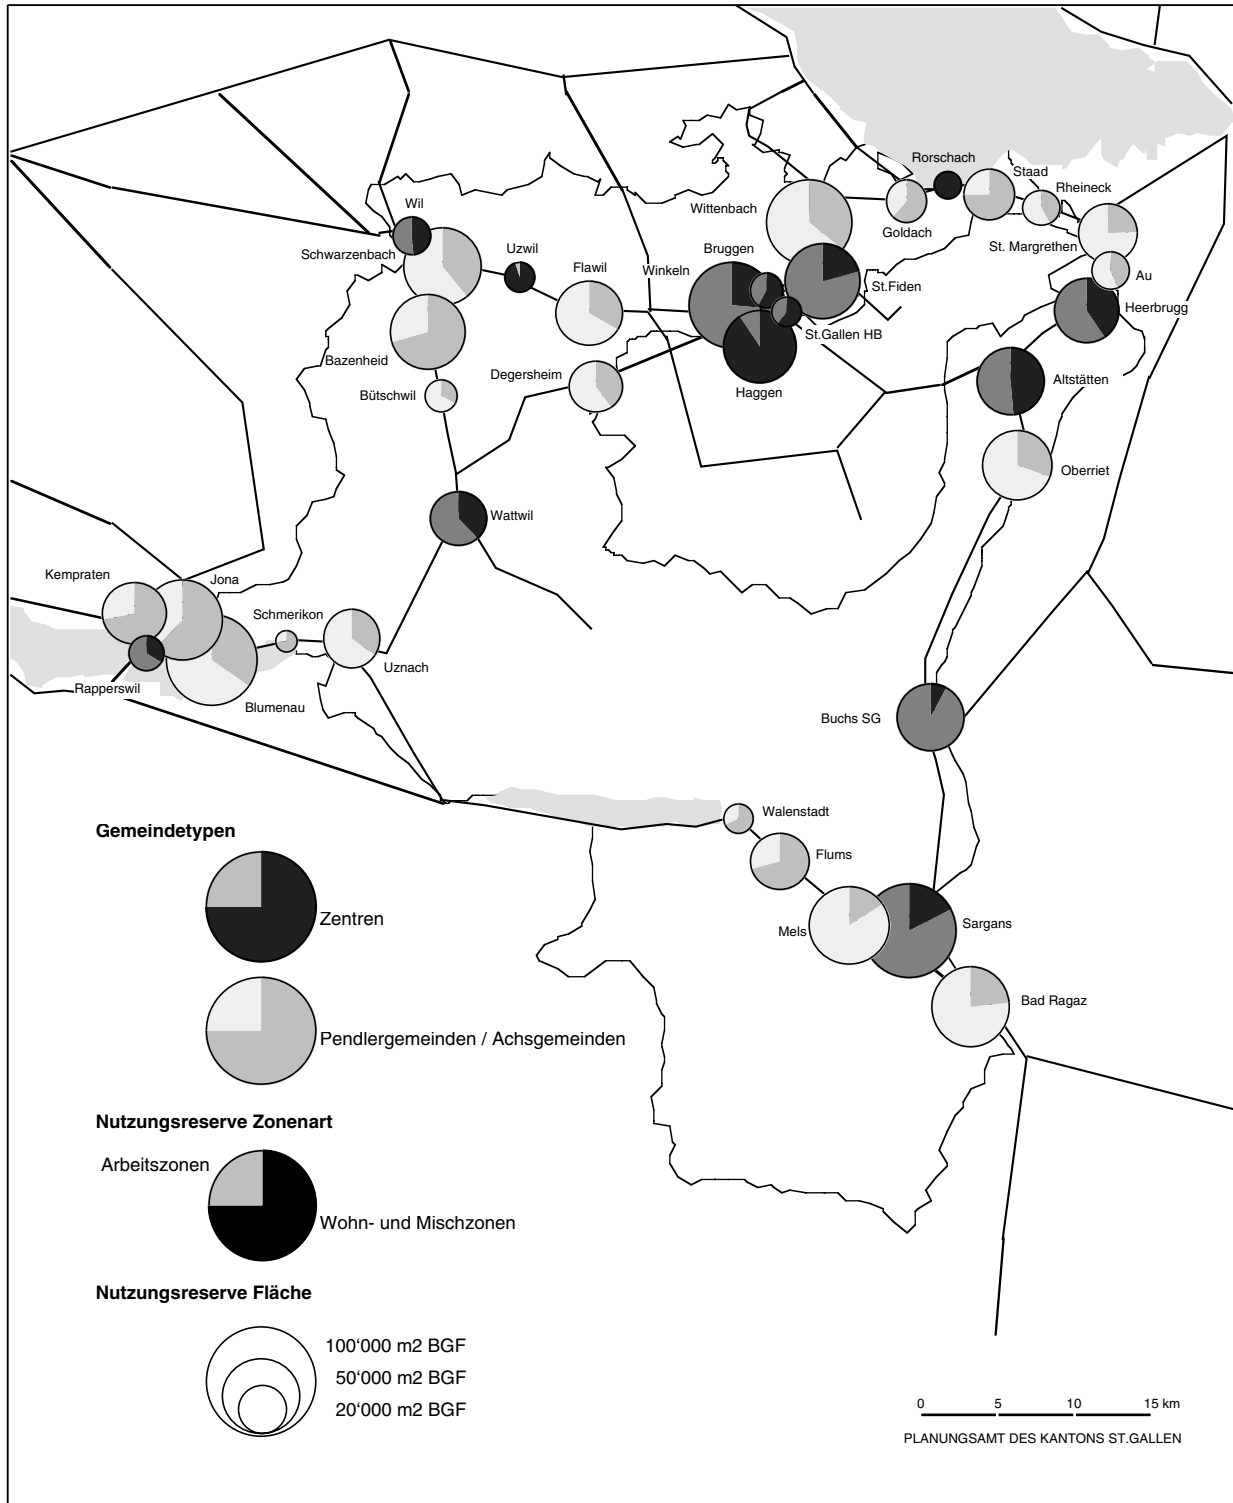 Rorschach
Staad
Rheineck
Wittenbach
Wil
Goldach
St. Margrethen
Schwarzenbach
Uzwil
Bruggen
Flawil
Winkeln
Au
St.Fiden
Heerbrugg
St.Gallen HB
Bazenheid
Degersheim
Altstätten
Bütschwil
Haggen
Oberriet
Wattwil
Kempraten
Jona
Schmerikon
Uznach
Rapperswil
Blumenau
Buchs SG
Walenstadt
Gemeindetypen
Flums
Zentren
Mels
Sargans
Bad Ragaz
Pendlergemeinden / Achsgemeinden
Nutzungsreserve Zonenart
Arbeitszonen
Wohn- und Mischzonen
Nutzungsreserve Fläche
100‘000 m2 BGF
50‘000 m2 BGF
20‘000 m2 BGF
0 5 10 15 km
PLANUNGSAMT DES KANTONS ST.GALLEN